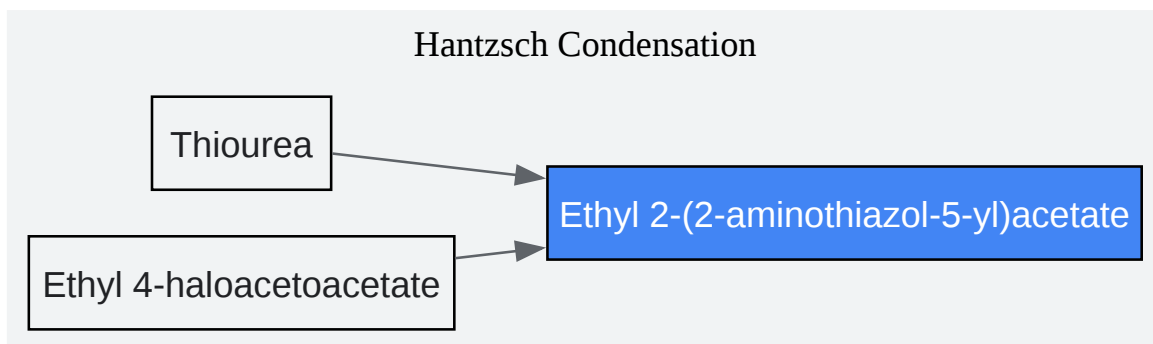 Hantzsch Condensation
Thiourea
Ethyl 2-(2-aminothiazol-5-yl)acetate
Ethyl 4-haloacetoacetate